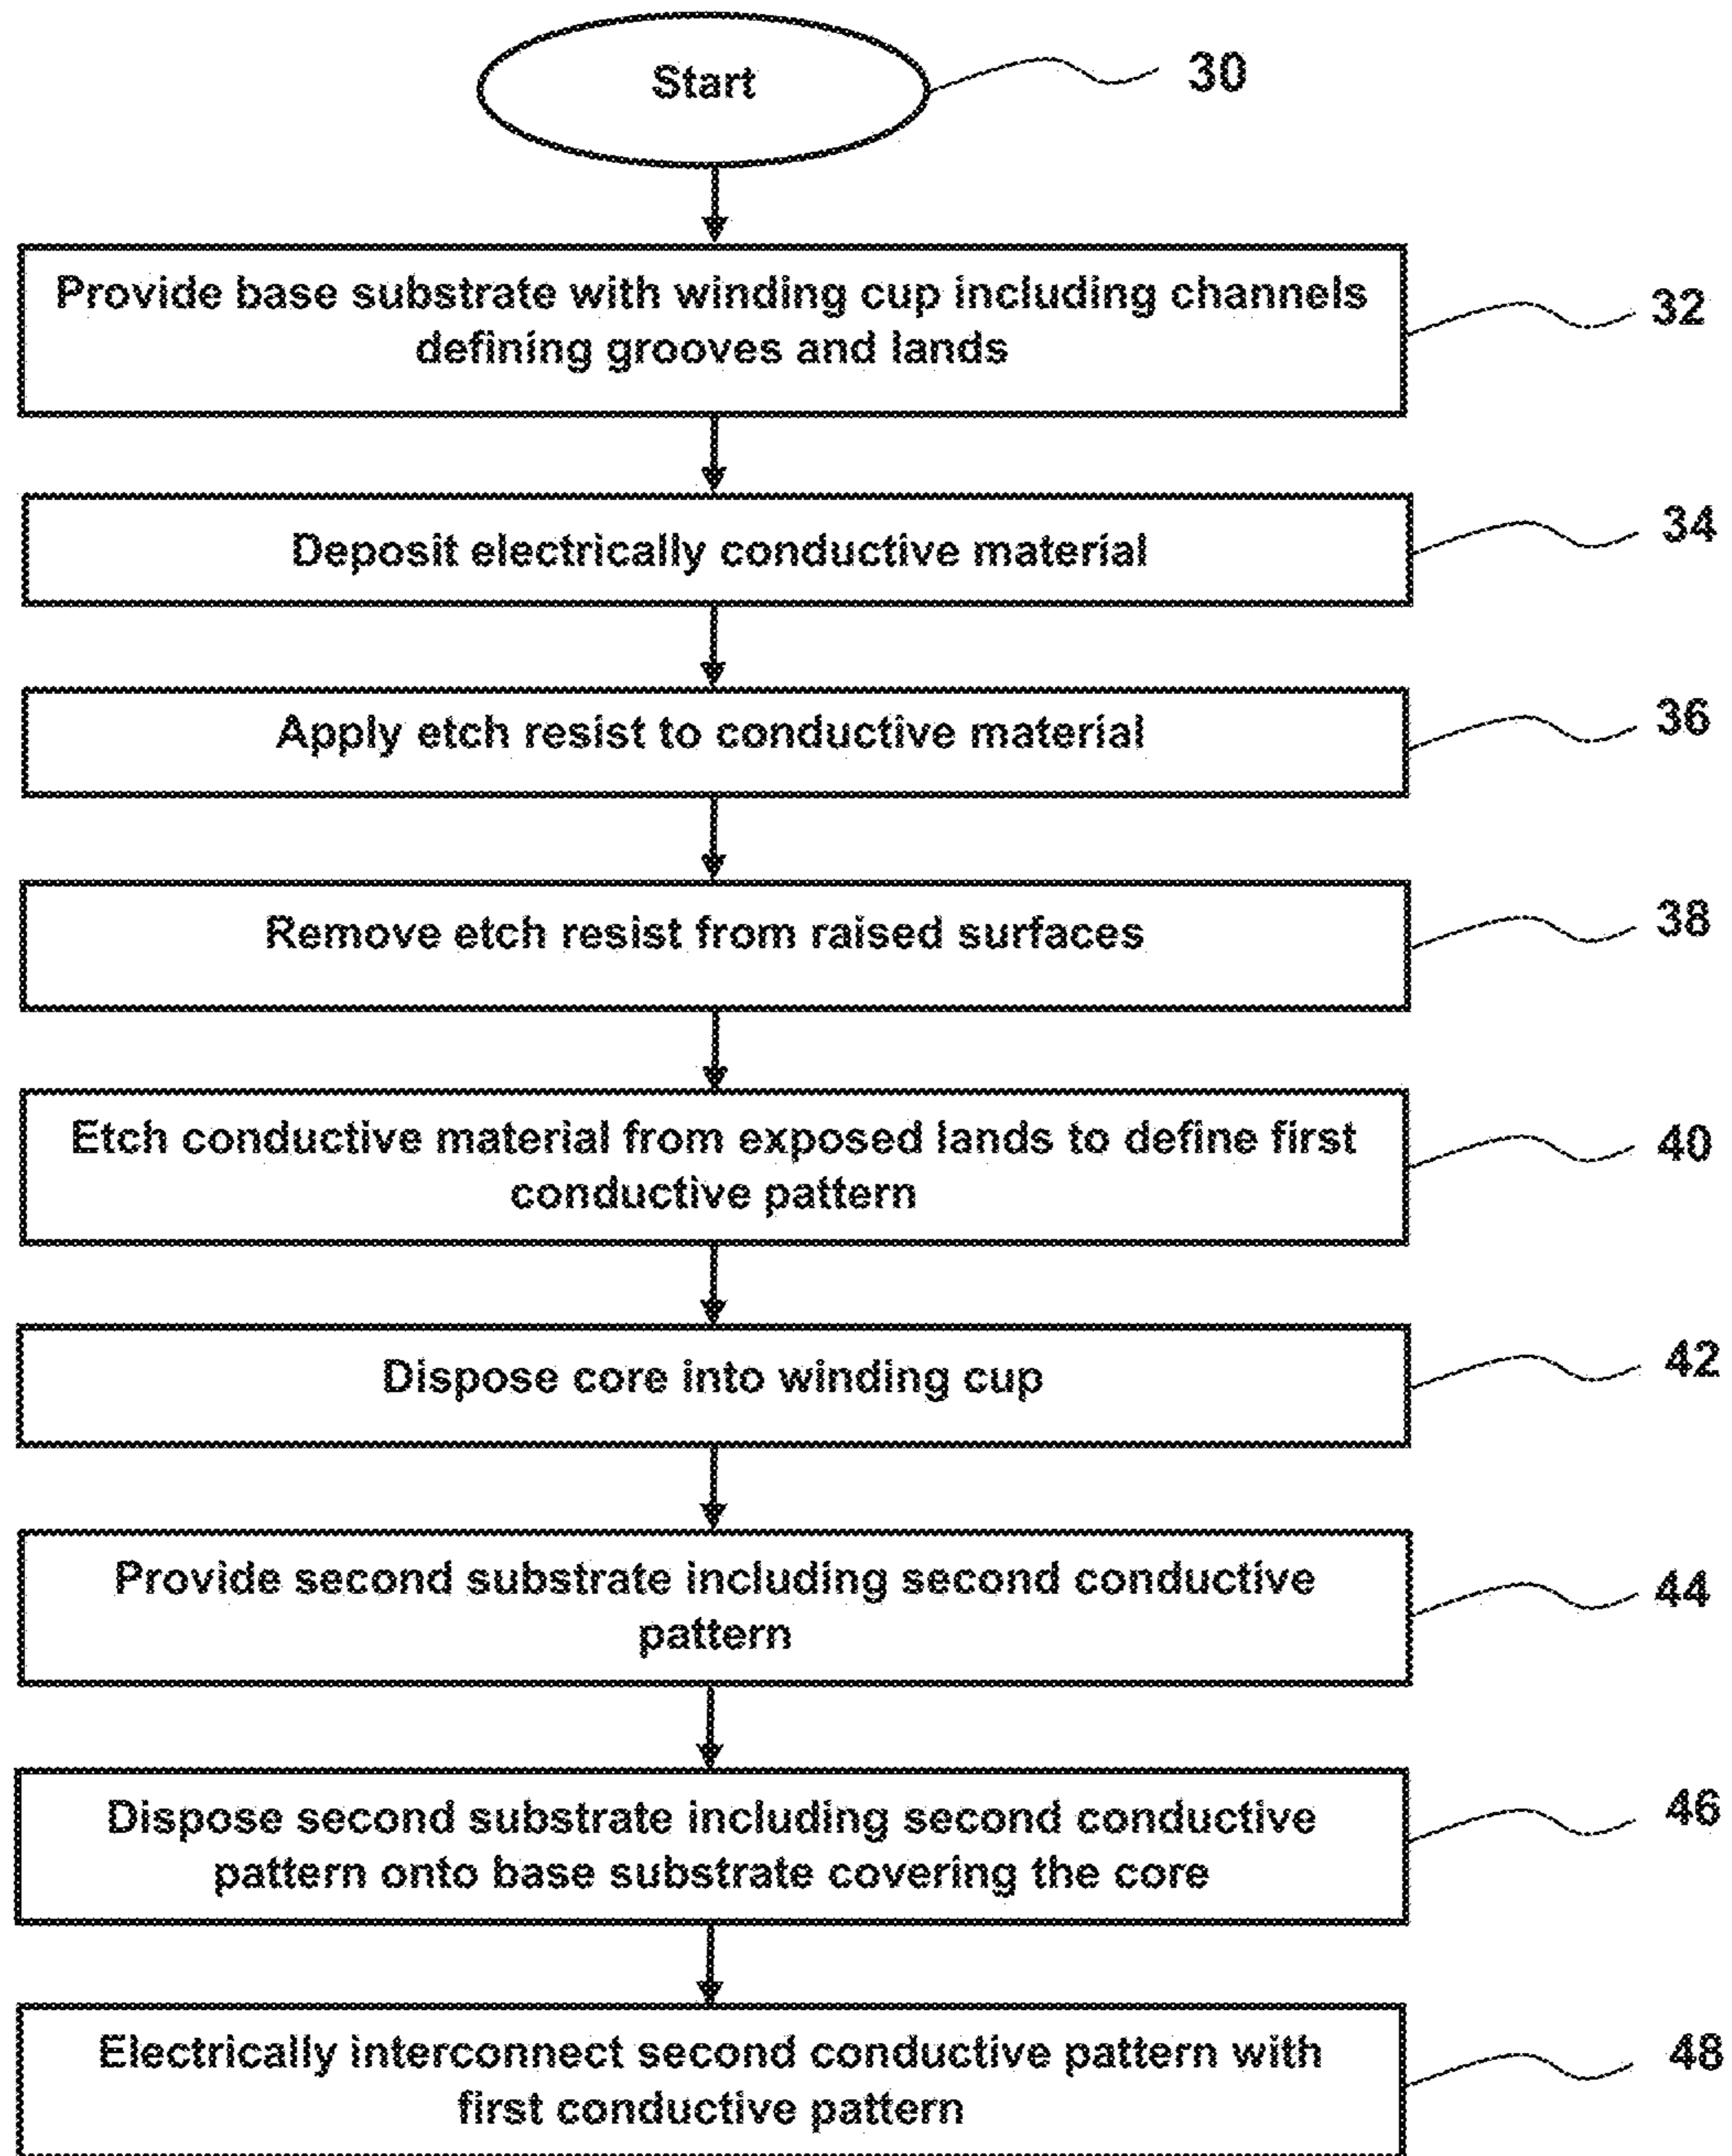 Start
30
Provide base substrate with winding cup including channels
defining grooves and lands
32
Deposit electrically conductive material
34
Apply etch resist to conductive material
36
Remove etch resist from raised surfaces
38
Etch conductive material from exposed lands to define first
conductive pattern
40
Dispose core into winding cup
42
Provide second substrate including second conductive
pattern
44
Dispose second substrate including second conductive
pattern onto base substrate covering the core
46
Electrically interconnect second conductive pattern with
first conductive pattern
48